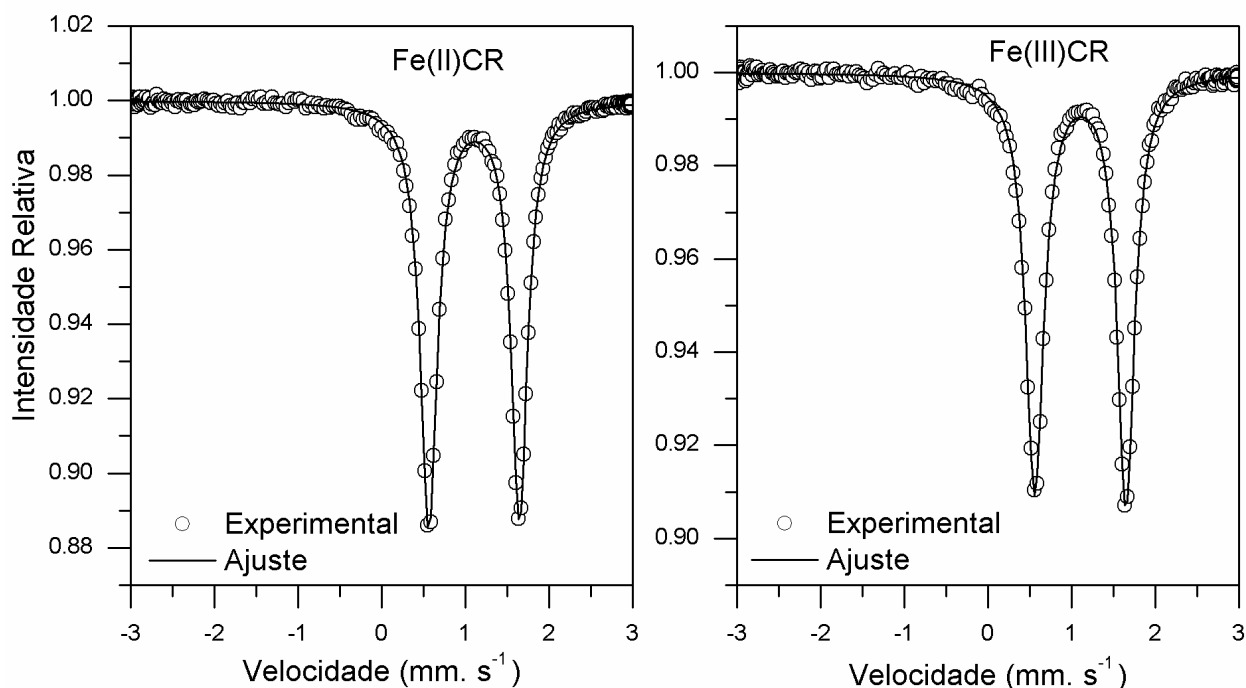 Fe(II)CR
Intensidade Relativa
1.02
1.00
0.98
0.96
0.94
0.92
0.90
0.88
Experimental
Ajuste
-3 -2 -1 0 1 2 3
Velocidade (mm. s⁻¹)
Fe(III)CR
1.00
0.98
0.96
0.94
0.92
0.90
Experimental
Ajuste
-3 -2 -1 0 1 2 3
Velocidade (mm. s⁻¹)